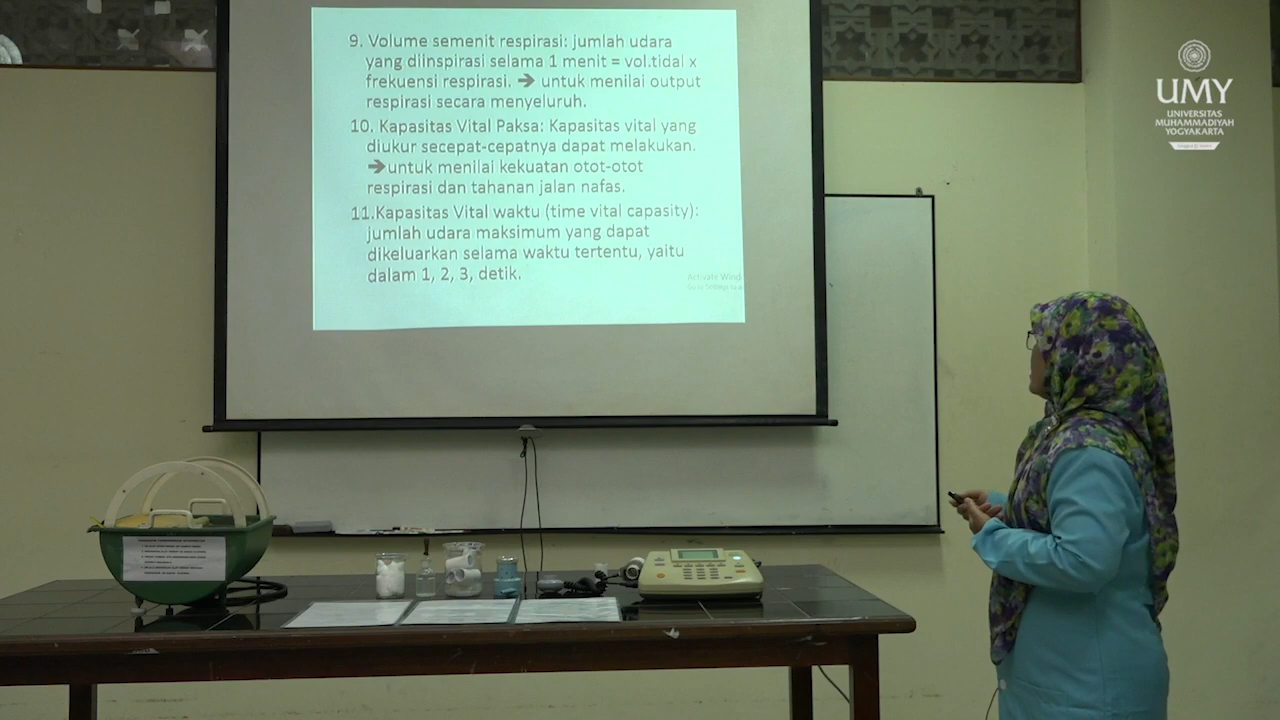 9. Volume semenit respirasi: jumlah udara
yang diinspirasi selama 1 menit = vol.tidal x
frekuensi respirasi. ➔ untuk menilai output
respirasi secara menyeluruh.
10. Kapasitas Vital Paksa: Kapasitas vital yang
diukur secepat-cepatnya dapat melakukan.
➔untuk menilai kekuatan otot-otot
respirasi dan tahanan jalan nafas.
11.Kapasitas Vital waktu (time vital capasity):
jumlah udara maksimum yang dapat
dikeluarkan selama waktu tertentu, yaitu
dalam 1, 2, 3, detik.
Activate Wind
UMY
UNIVERSITAS
MUHAMMADIYAH
YOGYAKARTA